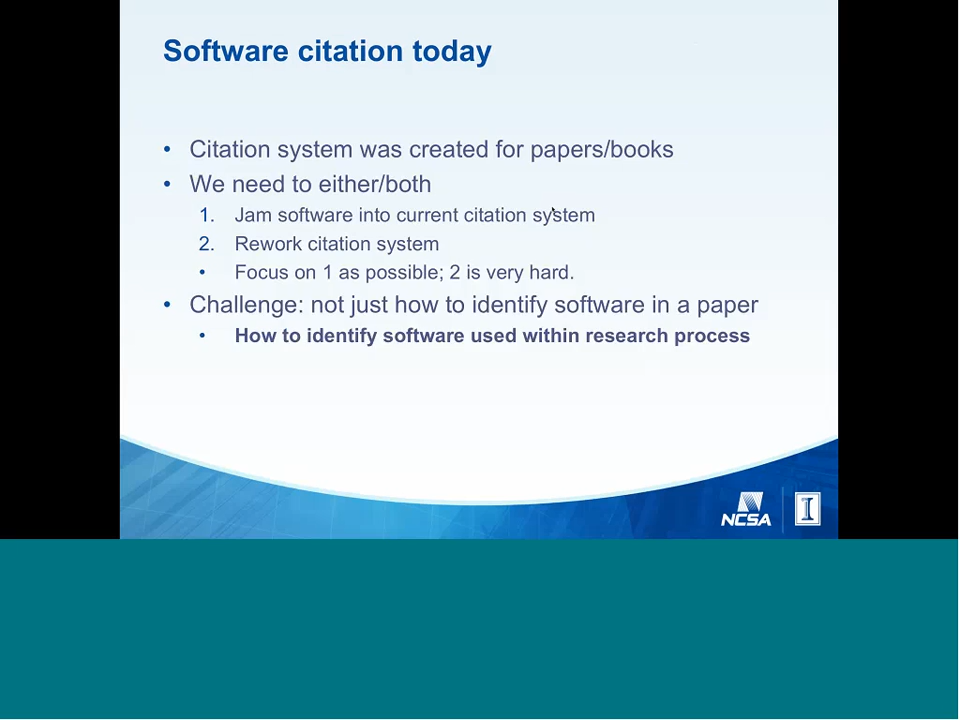 Software citation today
• Citation system was created for papers/books
• We need to either/both
1. Jam software into current citation system
2. Rework citation system
• Focus on 1 as possible; 2 is very hard.
• Challenge: not just how to identify software in a paper
• How to identify software used within research process
NCSA
I